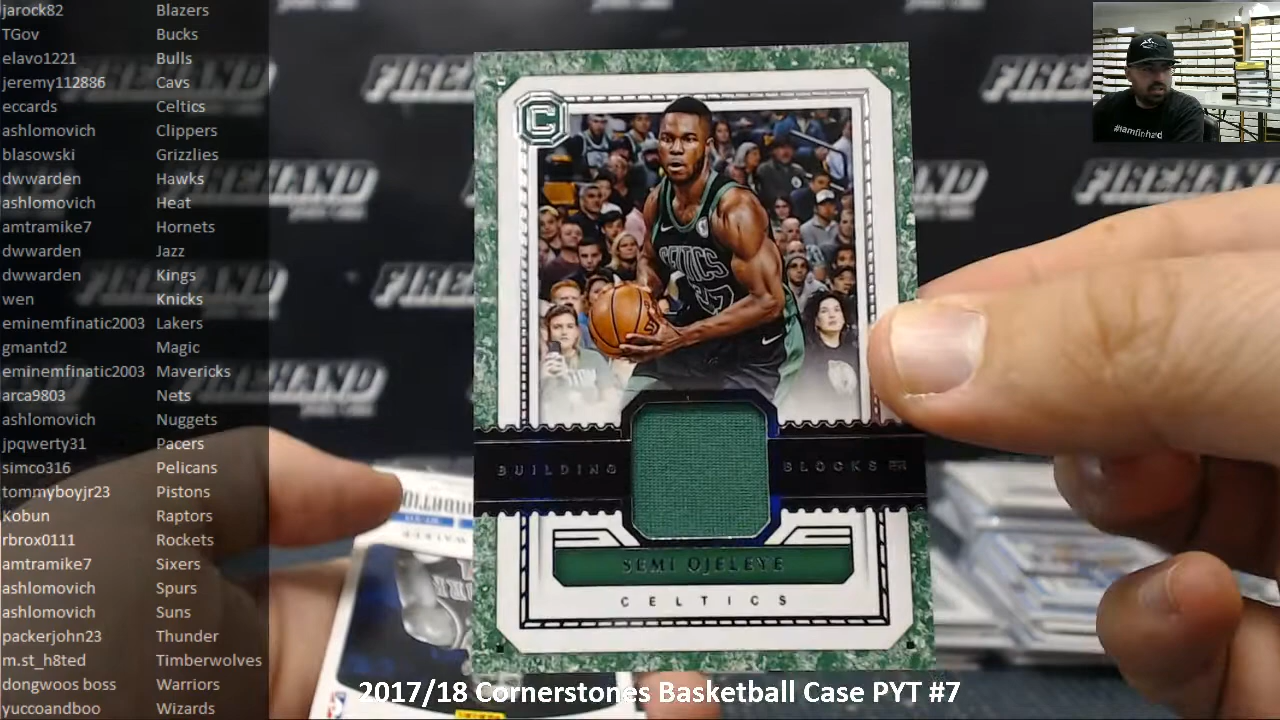 jarock82 Blazers
TGov Bucks
elavo1221 Bulls
jeremy112886 Cavs
eccards Celtics
ashlomovich Clippers
blasowski Grizzlies
dwwarden Hawks
ashlomovich Heat
amtramike7 Hornets
dwwarden Jazz
dwwarden Kings
wen Knicks
eminemfinatic2003 Lakers
gmantd2 Magic
eminemfinatic2003 Mavericks
arca9803 Nets
ashlomovich Nuggets
jpqwerty31 Pacers
simco316 Pelicans
tommyboyjr23 Pistons
Kobun Raptors
rbrox0111 Rockets
amtramike7 Sixers
ashlomovich Spurs
ashlomovich Suns
packerjohn23 Thunder
m.st_h8ted Timberwolves
dongwoos boss Warriors
yuccoandboo Wizards
FIREHAND
C
CELTICS
37
BUILDING BLOCKS
SEMI OJELEYE
CELTICS
2017/18 Cornerstones Basketball Case PYT #7